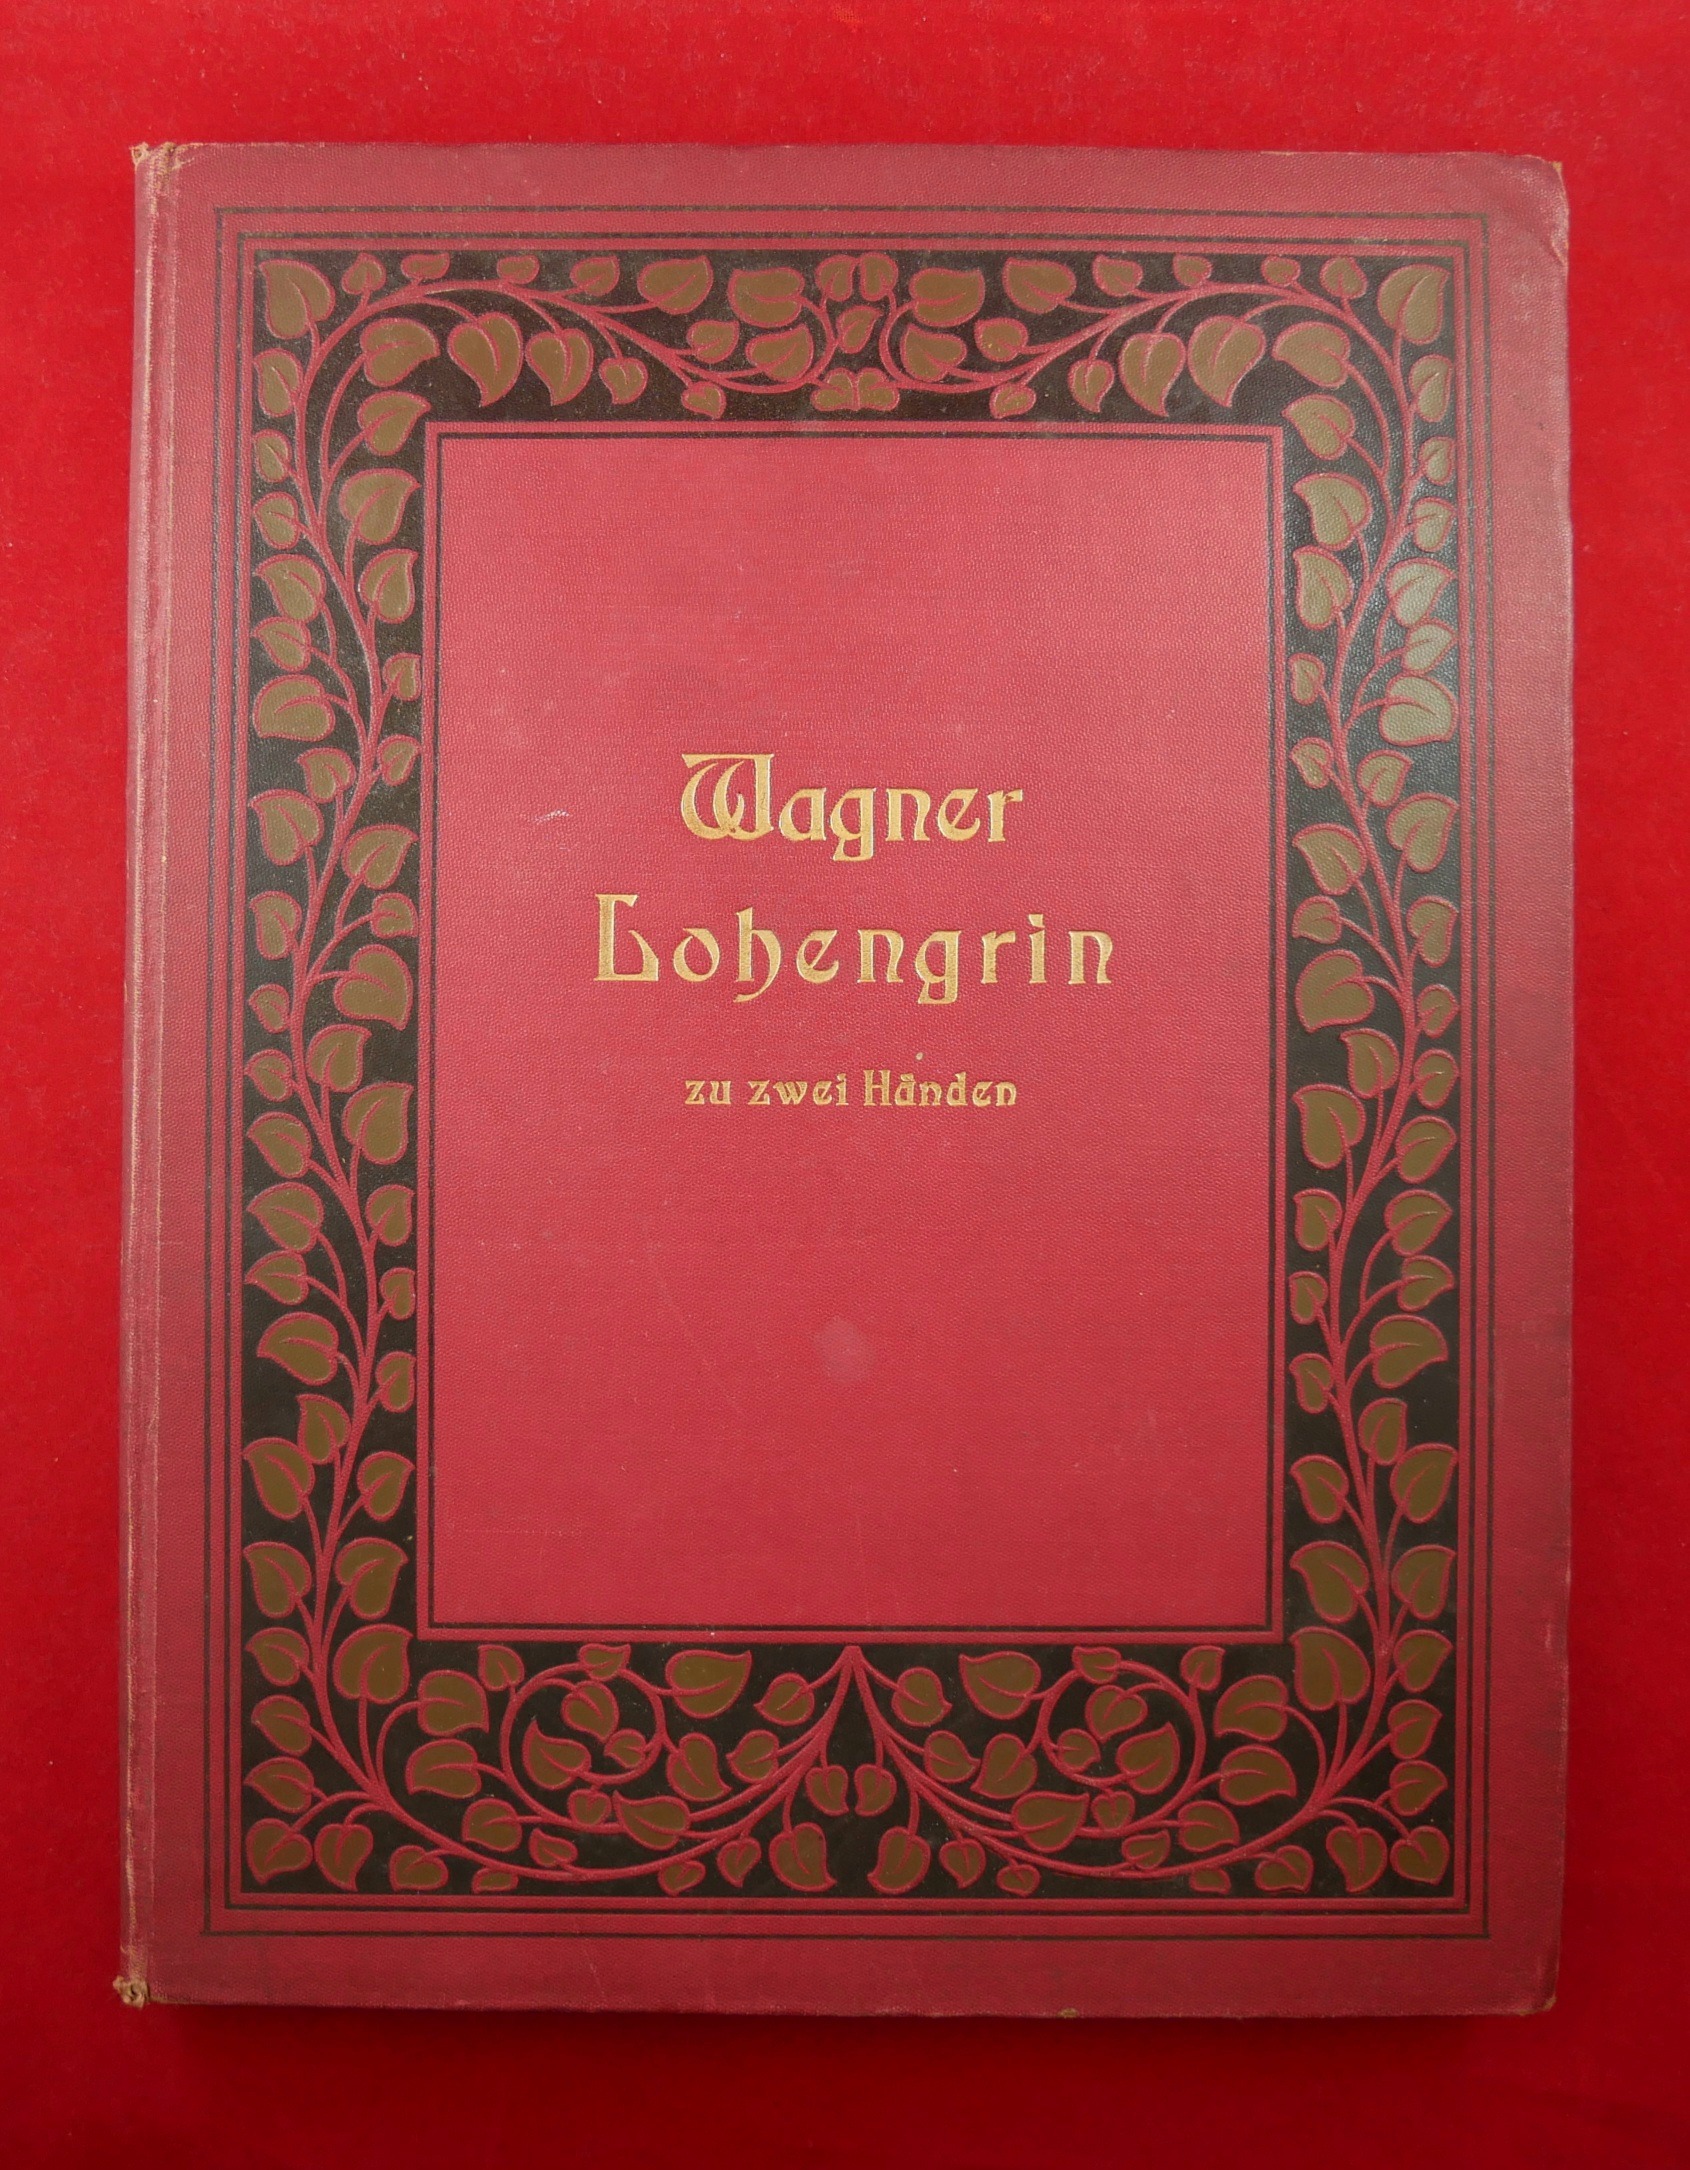 Wagner
Lohengrin
zu zwei Händen